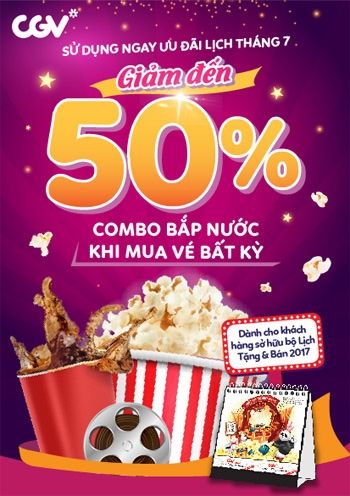 CGV*
SỬ DỤNG NGAY ƯU ĐÃI LỊCH THÁNG 7
Giảm đến
50%
COMBO BẮP NƯỚC
KHI MUA VÉ BẤT KỲ
Dành cho khách
hàng sở hữu bộ Lịch
Tặng & Bán 2017
CGV